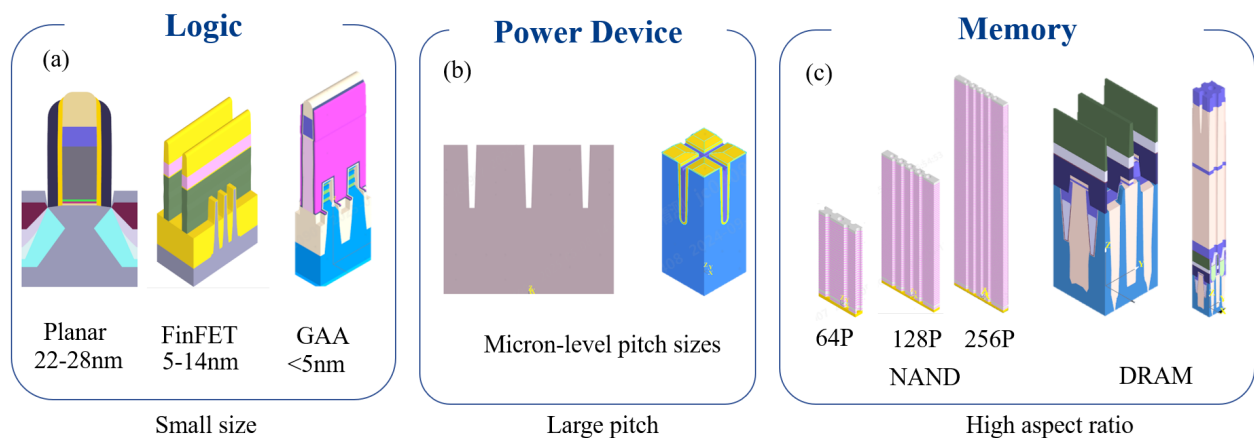 Logic
(a)
Planar
22-28nm
FinFET
5-14nm
GAA
<5nm
Small size
Power Device
(b)
Micron-level pitch sizes
Large pitch
Memory
(c)
64P
128P
256P
NAND
DRAM
High aspect ratio